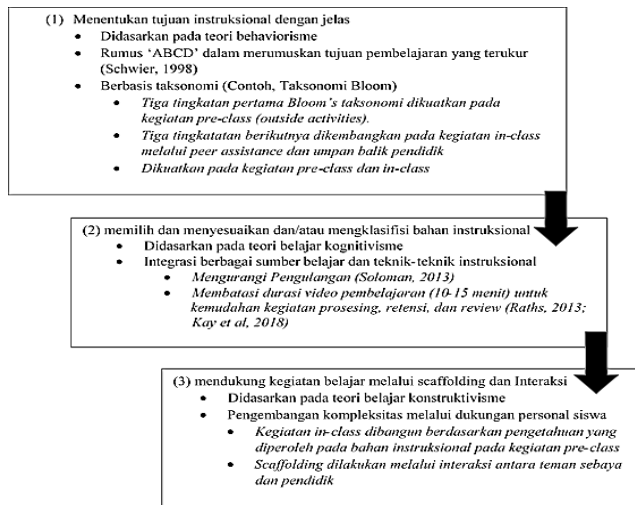 (1) Menentukan tujuan instruksional dengan jelas
• Didasarkan pada teori behaviorisme
• Rumus ‘ABCD’ dalam merumuskan tujuan pembelajaran yang terukur
(Schwier, 1998)
• Berbasis taksonomi (Contoh, Taksonomi Bloom)
• Tiga tingkatan pertama Bloom’s taksonomi dikuatkan pada
kegiatan pre-class (outside activities).
• Tiga tingkatatan berikutnya dikembangkan pada kegiatan in-class
melalui peer assistance dan umpan balik pendidik
• Dikuatkan pada kegiatan pre-class dan in-class
(2) memilih dan menyesuaikan dan/atau mengklasifisi bahan instruksional
• Didasarkan pada teori belajar kognitivisme
• Integrasi berbagai sumber belajar dan teknik-teknik instruksional
• Mengurangi Pengulangan (Soloman, 2013)
• Membatasi durasi video pembelajaran (10-15 menit) untuk
kemudahan kegiatan prosesing, retensi, dan review (Raths, 2013;
Kay et al, 2018)
(3) mendukung kegiatan belajar melalui scaffolding dan Interaksi
• Didasarkan pada teori belajar konstruktivisme
• Pengembangan kompleksitas melalui dukungan personal siswa
• Kegiatan in-class dibangun berdasarkan pengetahuan yang
diperoleh pada bahan instruksional pada kegiatan pre-class
• Scaffolding dilakukan melalui interaksi antara teman sebaya
dan pendidik